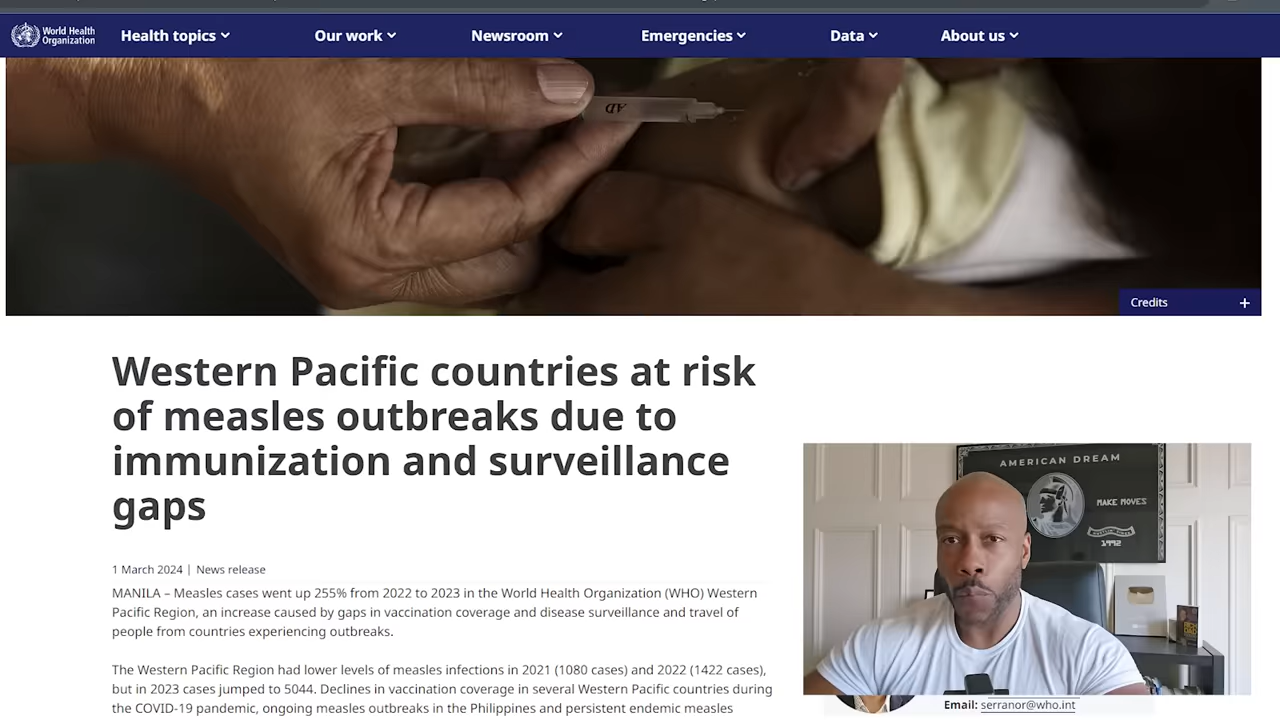 World Health
Organization
Health topics
Our work
Newsroom
Emergencies
Data
About us
AD
Credits +
Western Pacific countries at risk
of measles outbreaks due to
immunization and surveillance
gaps
1 March 2024 | News release
MANILA – Measles cases went up 255% from 2022 to 2023 in the World Health Organization (WHO) Western
Pacific Region, an increase caused by gaps in vaccination coverage and disease surveillance and travel of
people from countries experiencing outbreaks.
The Western Pacific Region had lower levels of measles infections in 2021 (1080 cases) and 2022 (1422 cases),
but in 2023 cases jumped to 5044. Declines in vaccination coverage in several Western Pacific countries during
the COVID-19 pandemic, ongoing measles outbreaks in the Philippines and persistent endemic measles
AMERICAN DREAM
MAKE MOVES
1992
Email: serranor@who.int